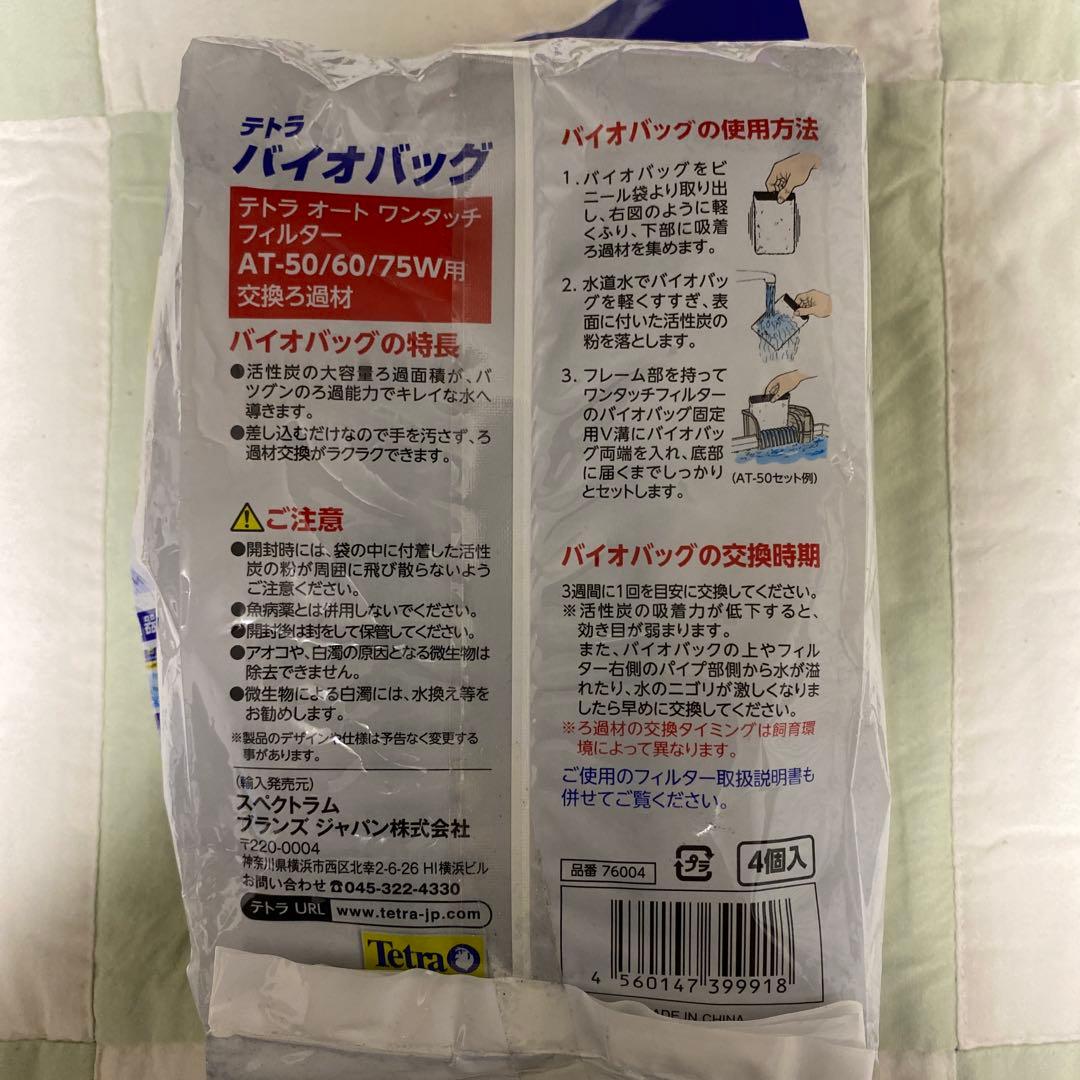 テトラ
バイオバッグ
テトラ オート ワンタッチ
フィルター
AT-50/60/75W用
交換ろ過材
バイオバッグの特長
●活性炭の大容量ろ過面積が、バ
ツグンのろ過能力でキレイな水へ
導きます。
●差し込むだけなので手を汚さず、ろ
過材交換がラクラクできます。
ご注意
●開封時には、袋の中に付着した活性
炭の粉が周囲に飛び散らないよう
ご注意ください。
●魚病薬とは併用しないでください。
●開封後は封をして保管してください。
●アオコや、白濁の原因となる微生物は
除去できません。
●微生物による白濁には、水換え等を
お勧めします。
※製品のデザインや仕様は予告なく変更する
事があります。
(輸入発売元)
スペクトラム
ブランズ ジャパン株式会社
〒220-0004
神奈川県横浜市西区北幸2-6-26 HI横浜ビル
お問い合わせ☎045-322-4330
テトラ URL www.tetra-jp.com
Tetra
バイオバッグの使用方法
1. バイオバッグをビ
ニール袋より取り出
し、右図のように軽
くふり、下部に吸着
ろ過材を集めます。
2. 水道水でバイオバッ
グを軽くすすぎ、表
面に付いた活性炭の
粉を落とします。
3. フレーム部を持って
ワンタッチフィルター
のバイオバッグ固定
用V溝にバイオバッ
グ両端を入れ、底部
に届くまでしっかり
とセットします。
(AT-50セット例)
バイオバッグの交換時期
3週間に1回を目安に交換してください。
※活性炭の吸着力が低下すると、
効き目が弱まります。
また、バイオバックの上やフィル
ター右側のパイプ部側から水が溢
れたり、水のニゴリが激しくなりま
したら早めに交換してください。
※ろ過材の交換タイミングは飼育環
境によって異なります。
ご使用のフィルター取扱説明書も
併せてご覧ください。
品番 76004
プラ
4個入
4 560147 399918
MADE IN CHINA